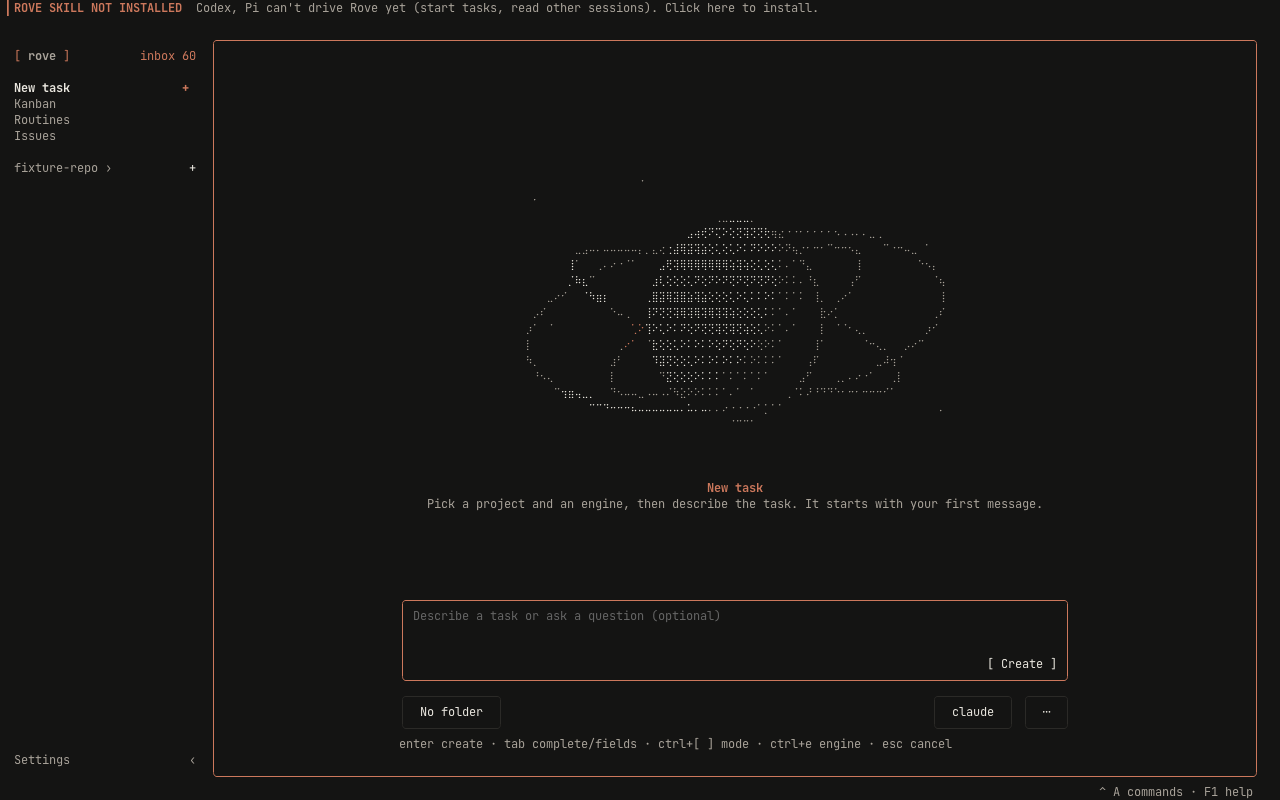 ROVE SKILL NOT INSTALLED  Codex, Pi can't drive Rove yet (start tasks, read other sessions). Click here to install.
[ rove ]  inbox 60
New task  +
Kanban
Routines
Issues
fixture-repo ›  +
New task
Pick a project and an engine, then describe the task. It starts with your first message.
Describe a task or ask a question (optional)
[ Create ]
No folder  claude  ⋯
enter create · tab complete/fields · ctrl+[ ] mode · ctrl+e engine · esc cancel
Settings  ‹
^ A commands · F1 help